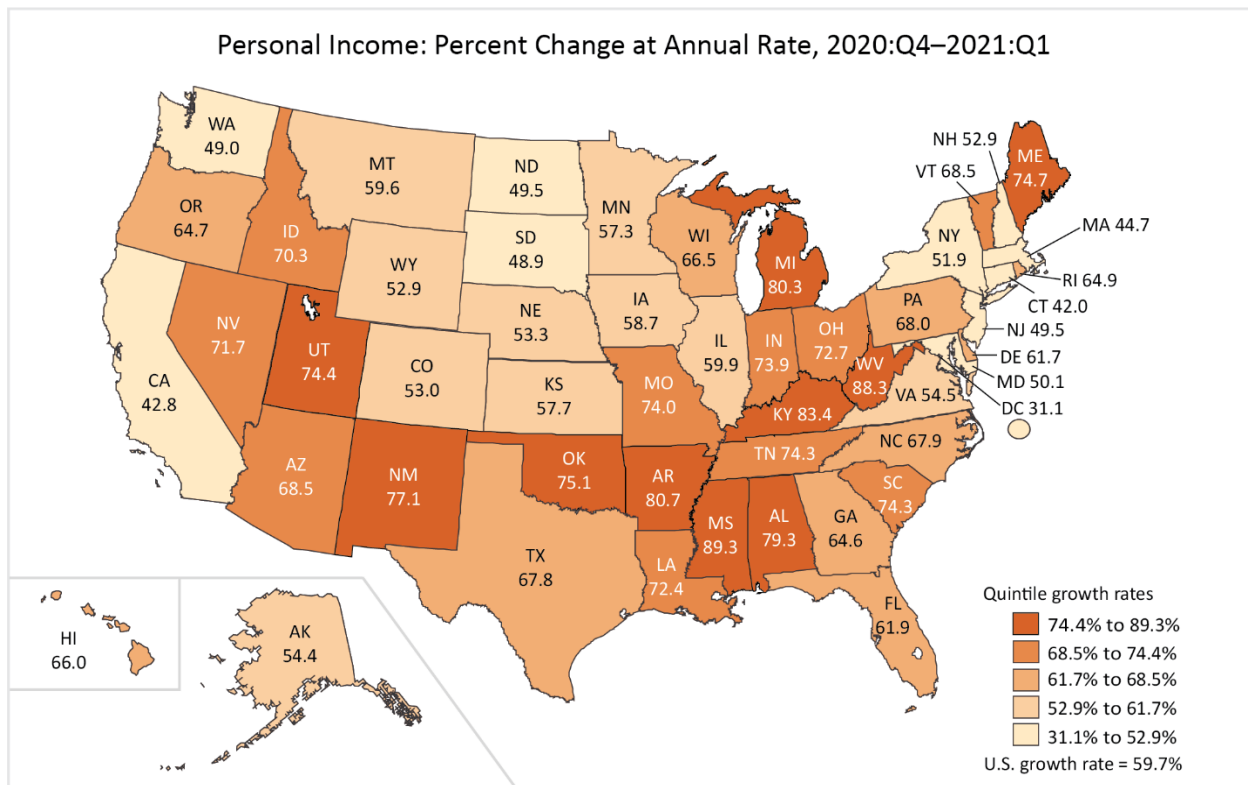 Personal Income: Percent Change at Annual Rate, 2020:Q4–2021:Q1
WA
49.0
MT
59.6
ND
49.5
NH 52.9
VT 68.5
ME
74.7
OR
64.7
ID
70.3
MN
57.3
WI
66.5
MI
80.3
NY
51.9
MA 44.7
RI 64.9
CT 42.0
SD
48.9
WY
52.9
IA
58.7
NE
53.3
PA
68.0
NJ 49.5
DE 61.7
MD 50.1
DC 31.1
NV
71.7
UT
74.4
CO
53.0
KS
57.7
IL
59.9
IN
73.9
OH
72.7
WV
88.3
VA 54.5
CA
42.8
MO
74.0
KY 83.4
NC 67.9
TN 74.3
AZ
68.5
NM
77.1
OK
75.1
AR
80.7
SC
74.3
MS
89.3
AL
79.3
GA
64.6
TX
67.8
LA
72.4
FL
61.9
HI
66.0
AK
54.4
Quintile growth rates
74.4% to 89.3%
68.5% to 74.4%
61.7% to 68.5%
52.9% to 61.7%
31.1% to 52.9%
U.S. growth rate = 59.7%